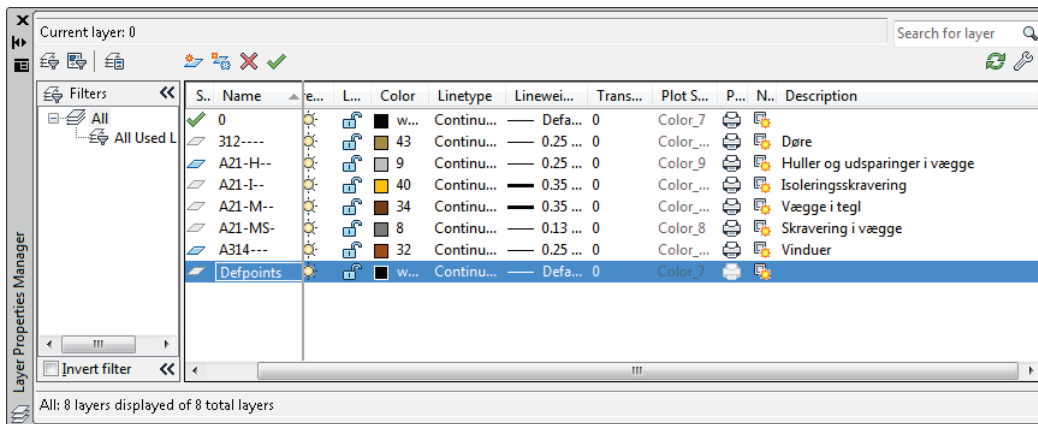 Current layer: 0
Search for layer
Filters
S.. Name re... L... Color Linetype Linewei... Trans... Plot S... P... N.. Description
All
All Used L
0 w... Continu... Defa... 0 Color_7
312---- 43 Continu... 0.25 ... 0 Color_... Døre
A21-H-- 9 Continu... 0.25 ... 0 Color_9 Huller og udsparinger i vægge
A21-I-- 40 Continu... 0.35 ... 0 Color_... Isoleringsskravering
A21-M-- 34 Continu... 0.35 ... 0 Color_... Vægge i tegl
A21-MS- 8 Continu... 0.13 ... 0 Color_8 Skravering i vægge
A314--- 32 Continu... 0.25 ... 0 Color_... Vinduer
Defpoints w... Continu... Defa... 0 Color_7
Invert filter
All: 8 layers displayed of 8 total layers
Layer Properties Manager